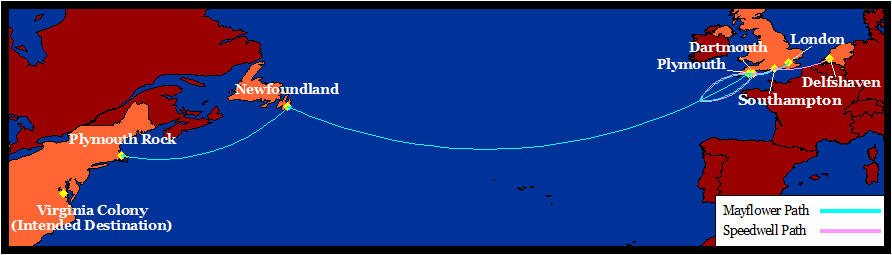 London
Dartmouth
Plymouth
Delfshaven
Newfoundland
Southampton
Plymouth Rock
Virginia Colony
(Intended Destination)
Mayflower Path
Speedwell Path